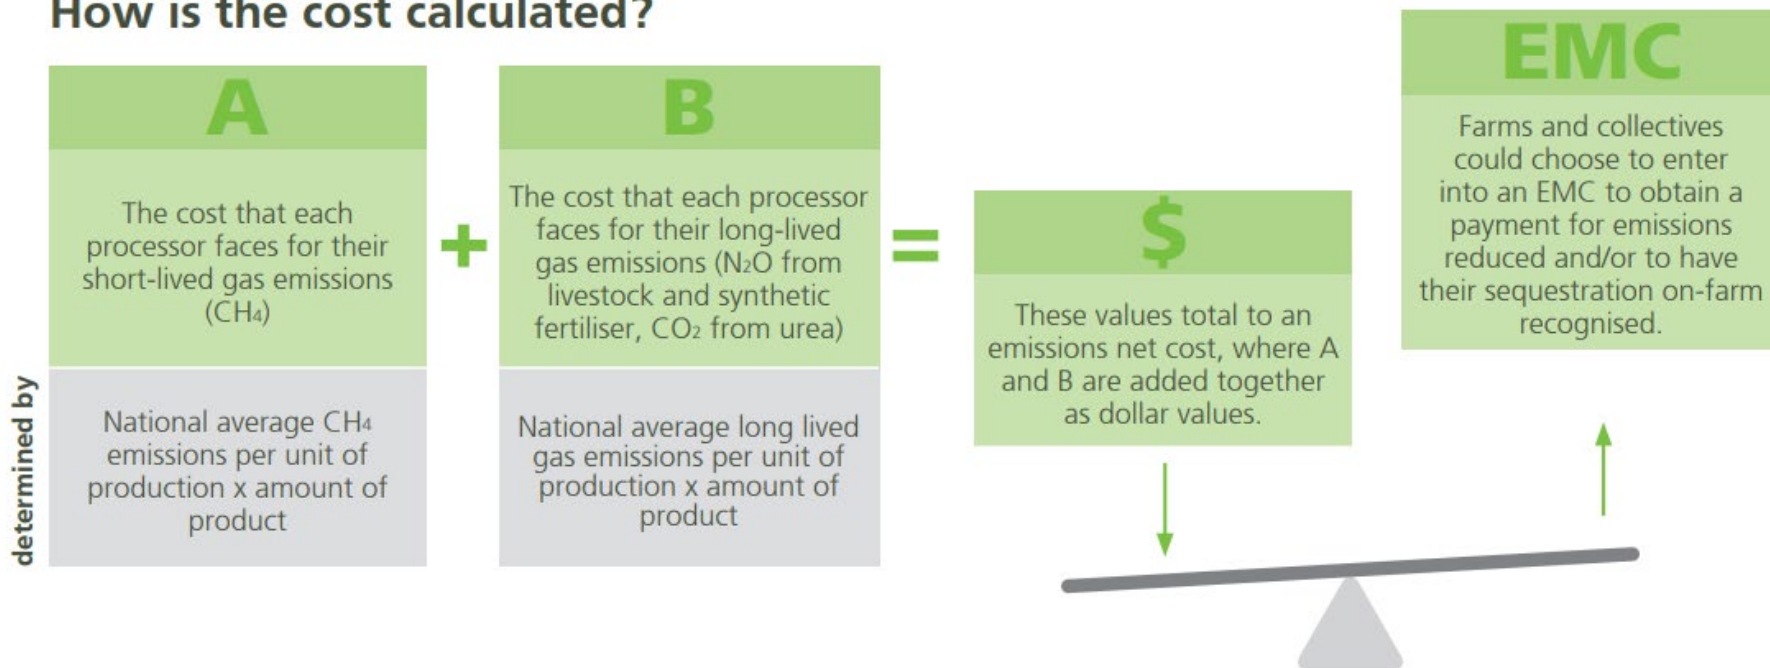 How is the cost calculated?
A
The cost that each
processor faces for their
short-lived gas emissions
(CH₄)
determined by
National average CH₄
emissions per unit of
production x amount of
product
+
B
The cost that each processor
faces for their long-lived
gas emissions (N₂O from
livestock and synthetic
fertiliser, CO₂ from urea)
National average long lived
gas emissions per unit of
production x amount of
product
=
$
These values total to an
emissions net cost, where A
and B are added together
as dollar values.
EMC
Farms and collectives
could choose to enter
into an EMC to obtain a
payment for emissions
reduced and/or to have
their sequestration on-farm
recognised.